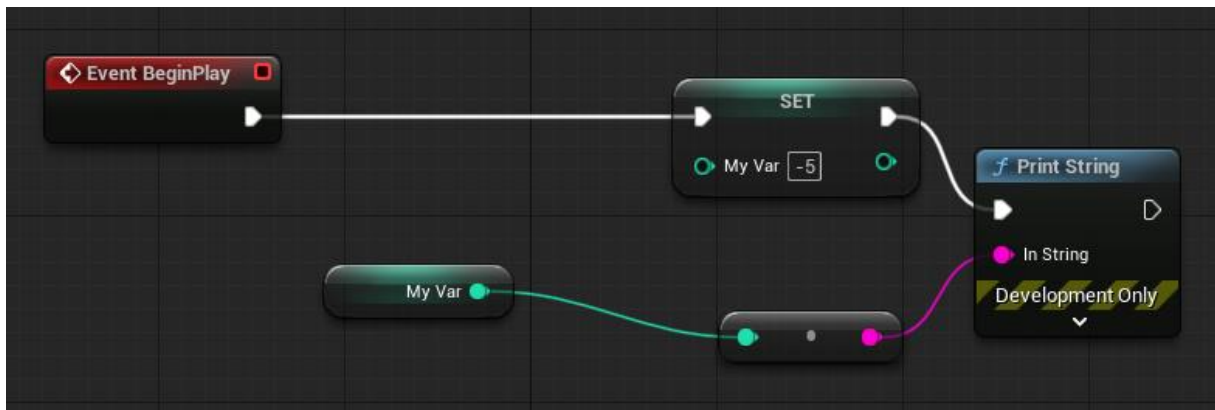 Event BeginPlay
SET
My Var -5
f Print String
In String
Development Only
My Var